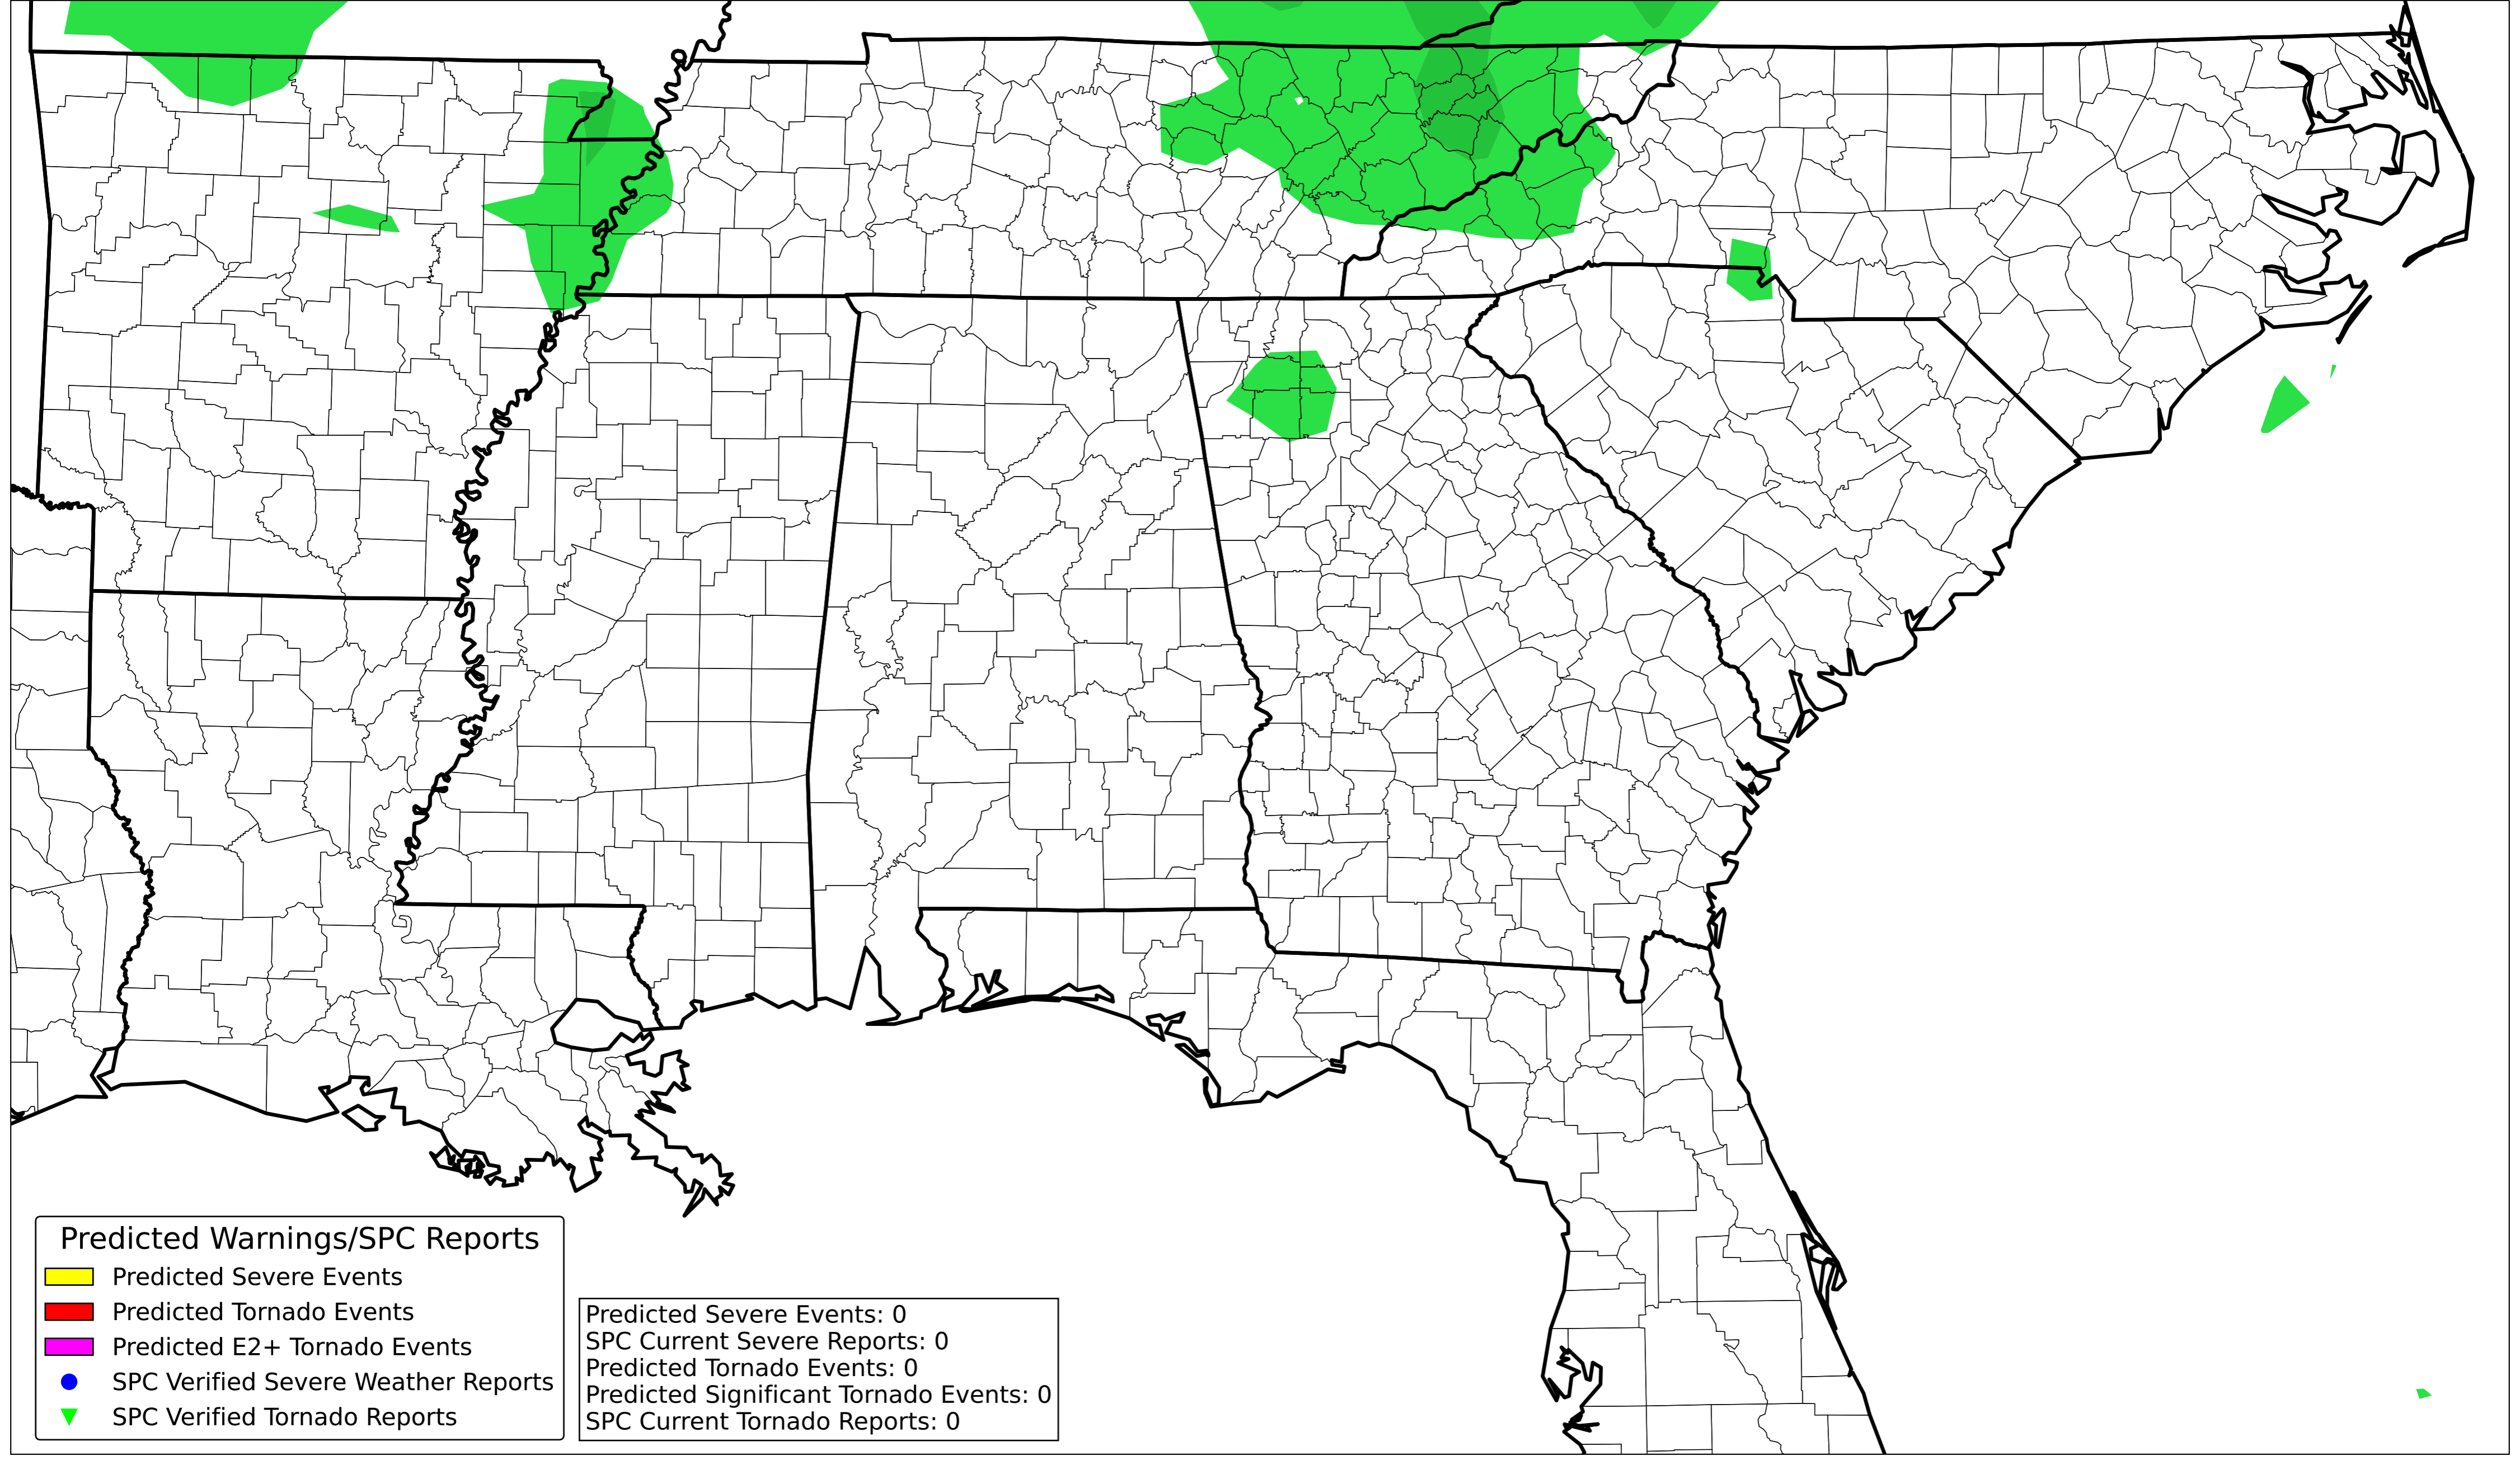 Predicted Warnings/SPC Reports
Predicted Severe Events
Predicted Tornado Events
Predicted E2+ Tornado Events
SPC Verified Severe Weather Reports
SPC Verified Tornado Reports
Predicted Severe Events: 0
SPC Current Severe Reports: 0
Predicted Tornado Events: 0
Predicted Significant Tornado Events: 0
SPC Current Tornado Reports: 0